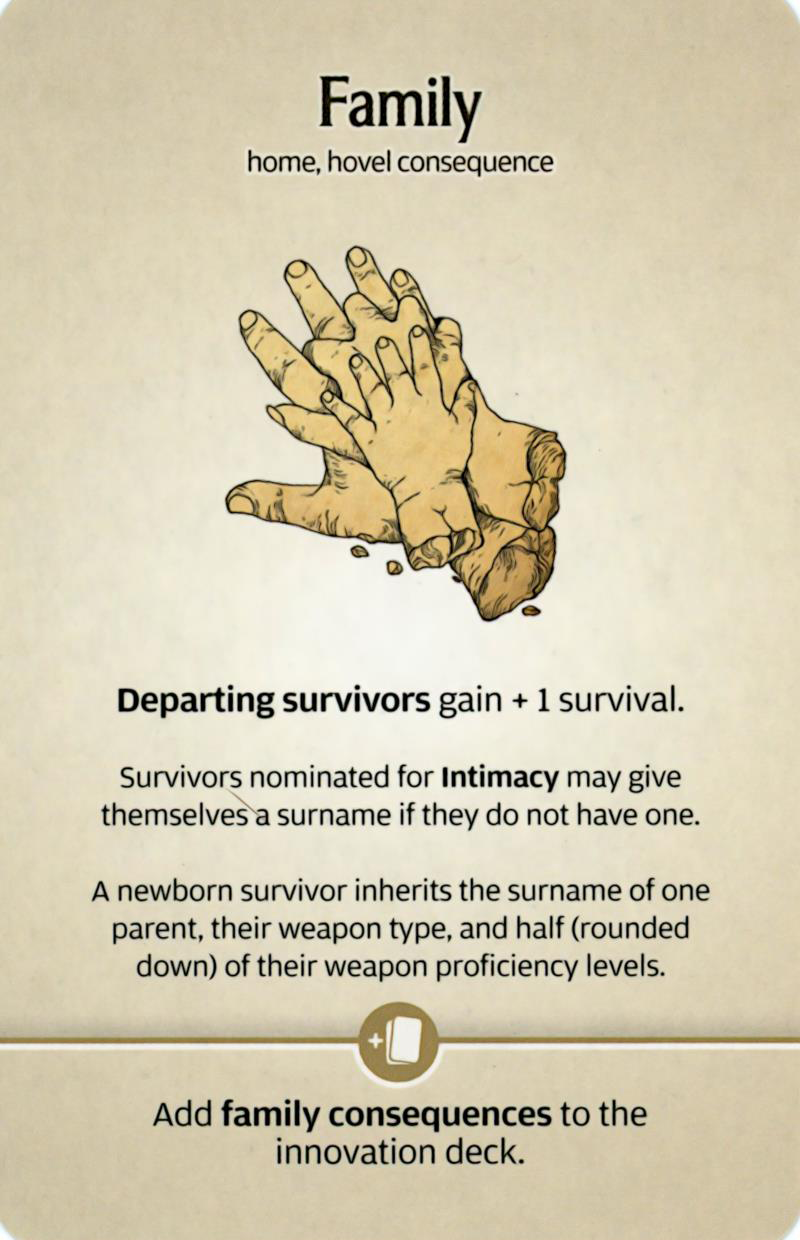 Family
home, hovel consequence
Departing survivors gain + 1 survival.
Survivors nominated for Intimacy may give
themselves a surname if they do not have one.
A newborn survivor inherits the surname of one
parent, their weapon type, and half (rounded
down) of their weapon proficiency levels.
+
Add family consequences to the
innovation deck.